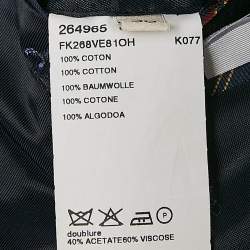 264965
FK268VE81OH K077
100% COTON
100% COTTON
100% BAUMWOLLE
100% COTONE
100% ALGODOA
doublure
40% ACETATE60% VISCOSE